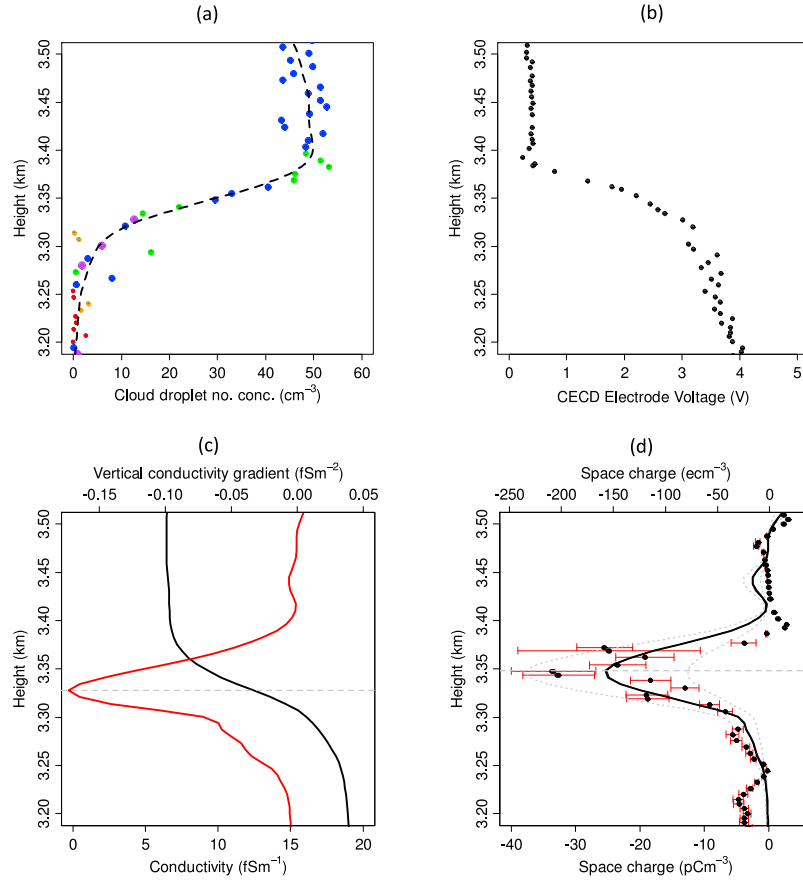 (a)
3.50
3.45
3.40
3.35
3.30
3.25
3.20
Height (km)
0 10 20 30 40 50 60
Cloud droplet no. conc. (cm⁻³)
(b)
3.50
3.45
3.40
3.35
3.30
3.25
3.20
Height (km)
0 1 2 3 4 5
CECD Electrode Voltage (V)
(c)
Vertical conductivity gradient (fSm⁻²)
-0.15 -0.10 -0.05 0.00 0.05
3.50
3.45
3.40
3.35
3.30
3.25
3.20
Height (km)
0 5 10 15 20
Conductivity (fSm⁻¹)
(d)
Space charge (ecm⁻³)
-250 -200 -150 -100 -50 0
3.50
3.45
3.40
3.35
3.30
3.25
3.20
Height (km)
-40 -30 -20 -10 0
Space charge (pCm⁻³)